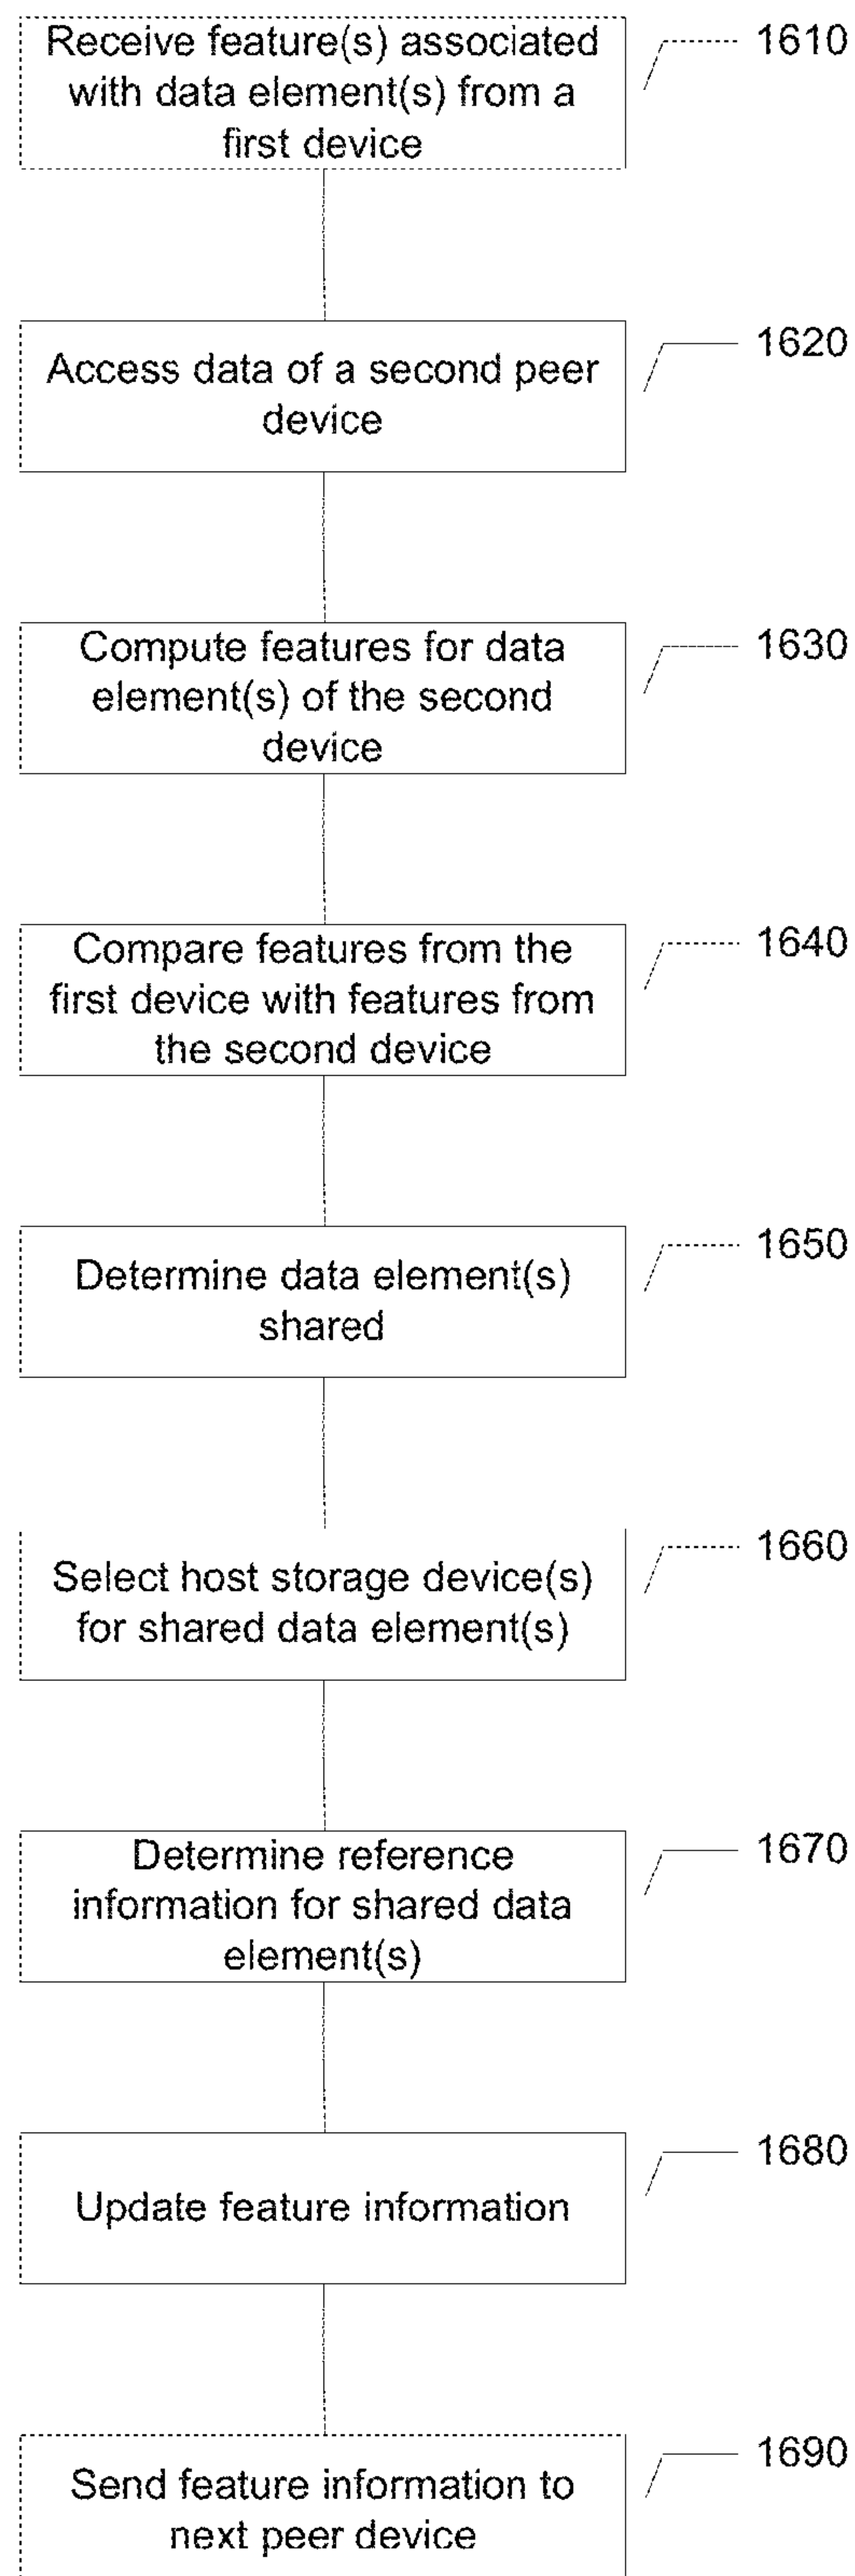 Receive feature(s) associated
with data element(s) from a
first device
1610
Access data of a second peer
device
1620
Compute features for data
element(s) of the second
device
1630
Compare features from the
first device with features from
the second device
1640
Determine data element(s)
shared
1650
Select host storage device(s)
for shared data element(s)
1660
Determine reference
information for shared data
element(s)
1670
Update feature information
1680
Send feature information to
next peer device
1690